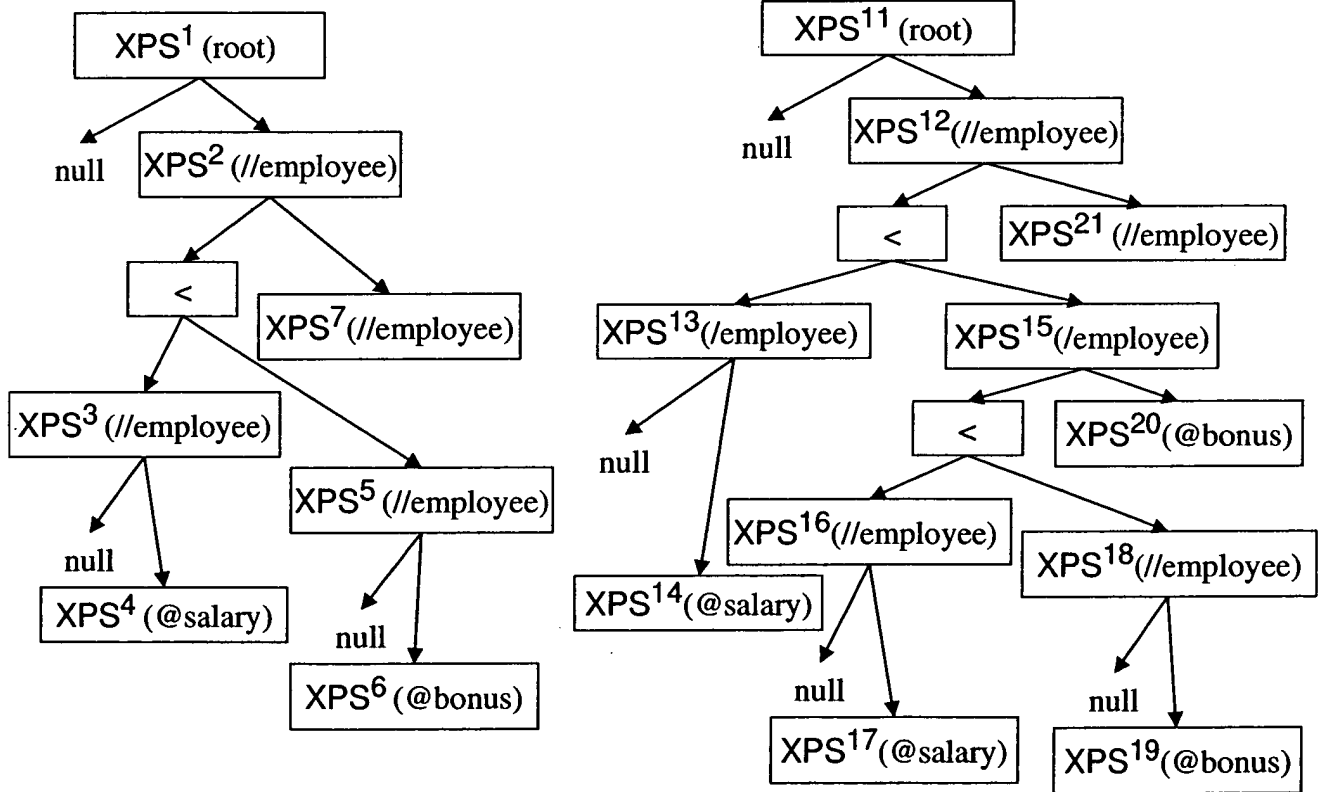 XPS1 (root)
null
XPS2 (//employee)
<
XPS7 (//employee)
XPS3 (//employee)
null
XPS4 (@salary)
XPS5 (//employee)
null
XPS6 (@bonus)
XPS11 (root)
null
XPS12 (//employee)
<
XPS21 (//employee)
XPS13 (/employee)
null
XPS14 (@salary)
XPS15 (/employee)
<
XPS20 (@bonus)
XPS16 (//employee)
null
XPS17 (@salary)
XPS18 (//employee)
null
XPS19 (@bonus)